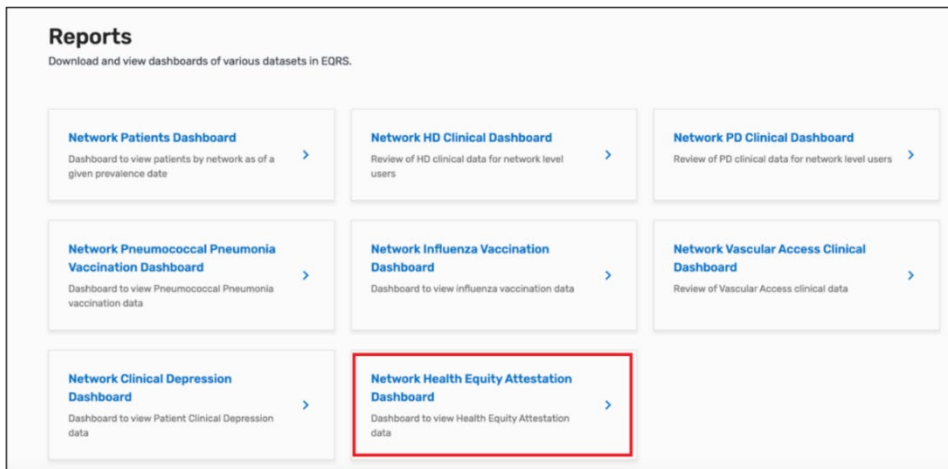 Reports
Download and view dashboards of various datasets in EQRS.
Network Patients Dashboard
Dashboard to view patients by network as of a
given prevalence date
Network HD Clinical Dashboard
Review of HD clinical data for network level
users
Network PD Clinical Dashboard
Review of PD clinical data for network level users
Network Pneumococcal Pneumonia
Vaccination Dashboard
Dashboard to view Pneumococcal Pneumonia
vaccination data
Network Influenza Vaccination
Dashboard
Dashboard to view influenza vaccination data
Network Vascular Access Clinical
Dashboard
Review of Vascular Access clinical data
Network Clinical Depression
Dashboard
Dashboard to view Patient Clinical Depression
data
Network Health Equity Attestation
Dashboard
Dashboard to view Health Equity Attestation
data